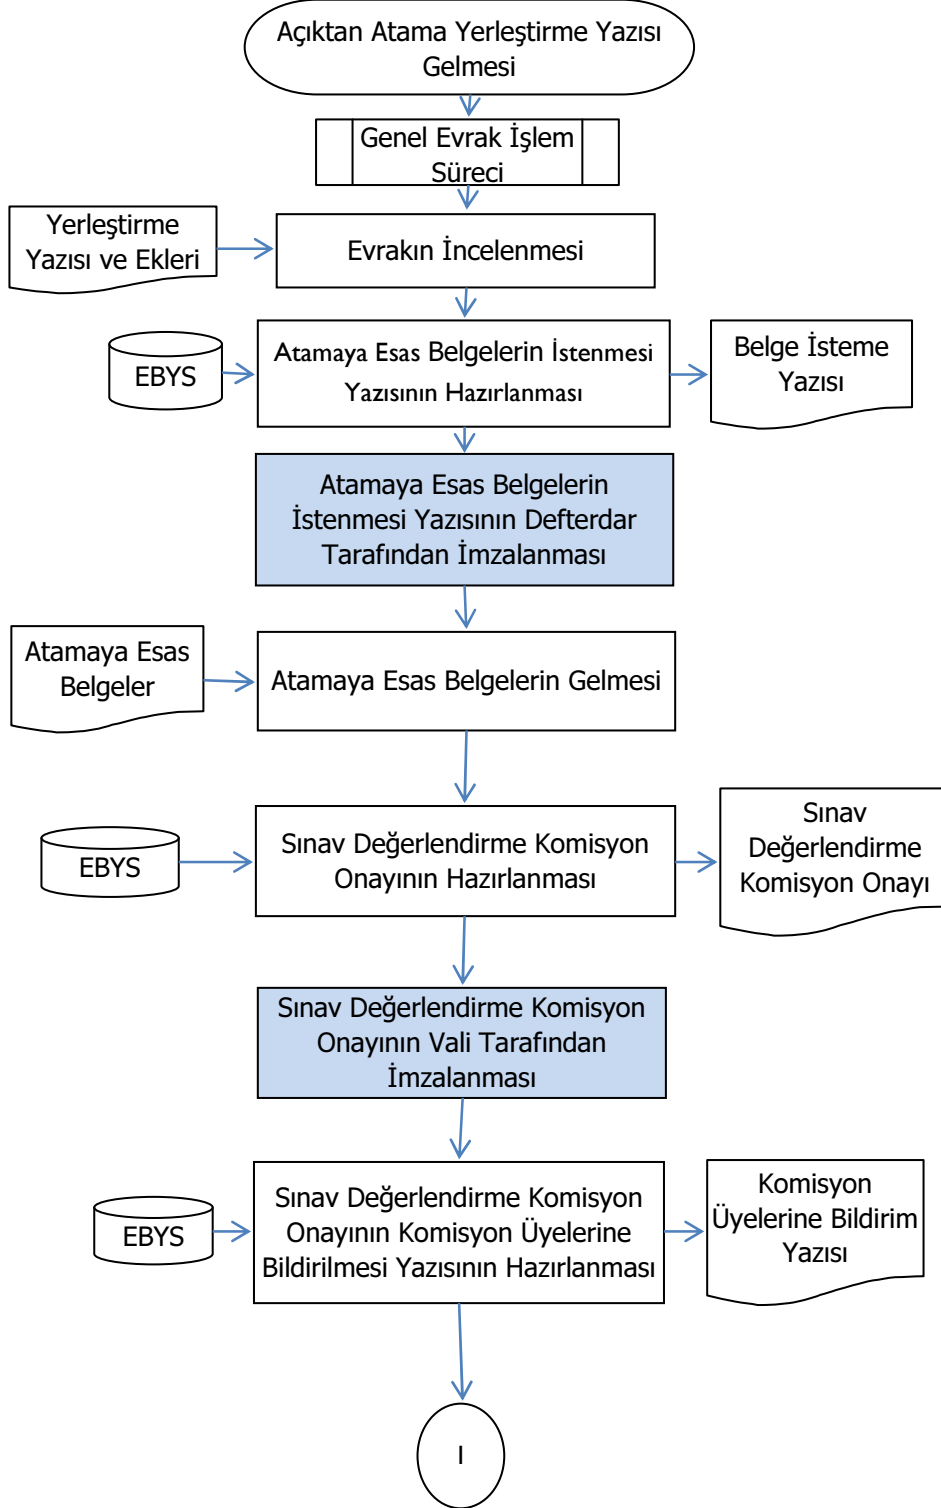 Açıktan Atama Yerleştirme Yazısı
Gelmesi
Genel Evrak İşlem
Süreci
Yerleştirme
Yazısı ve Ekleri
Evrakın İncelenmesi
EBYS
Atamaya Esas Belgelerin İstenmesi
Yazısının Hazırlanması
Belge İsteme
Yazısı
Atamaya Esas Belgelerin
İstenmesi Yazısının Defterdar
Tarafından İmzalanması
Atamaya Esas
Belgeler
Atamaya Esas Belgelerin Gelmesi
EBYS
Sınav Değerlendirme Komisyon
Onayının Hazırlanması
Sınav
Değerlendirme
Komisyon Onayı
Sınav Değerlendirme Komisyon
Onayının Vali Tarafından
İmzalanması
EBYS
Sınav Değerlendirme Komisyon
Onayının Komisyon Üyelerine
Bildirilmesi Yazısının Hazırlanması
Komisyon
Üyelerine Bildirim
Yazısı
I